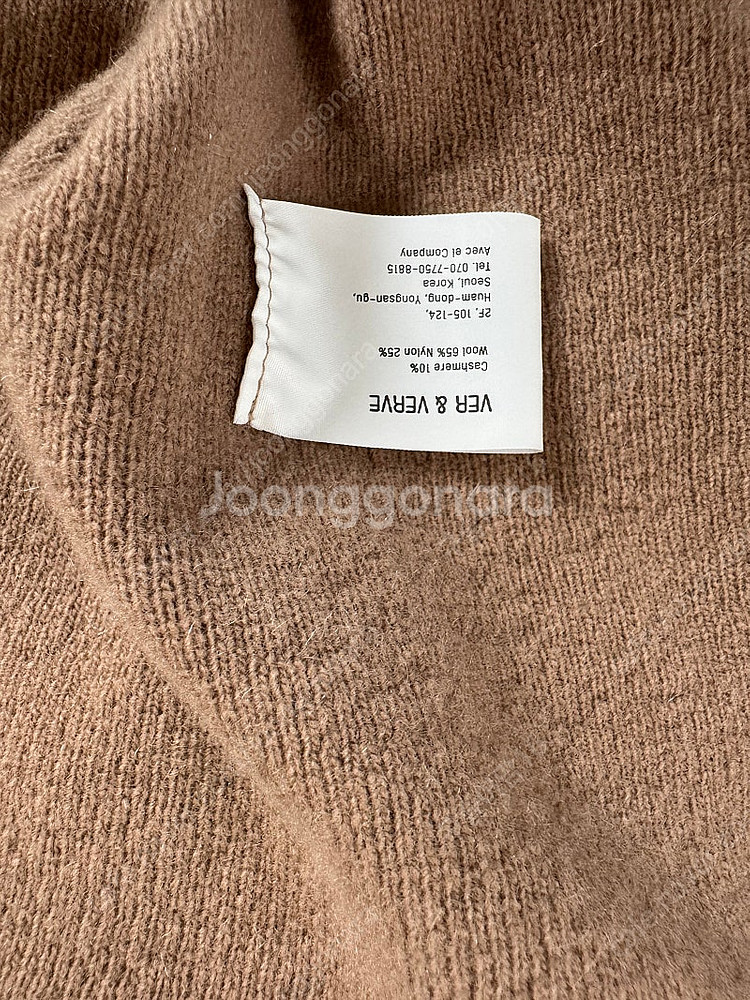 VER & VERVE
Cashmere 10%
Wool 65% Nylon 25%
2F. 105-124,
Huam-dong, Yongsan-gu,
Seoul, Korea
Tel. 070-7750-8815
Avec el Company
Joonggonara